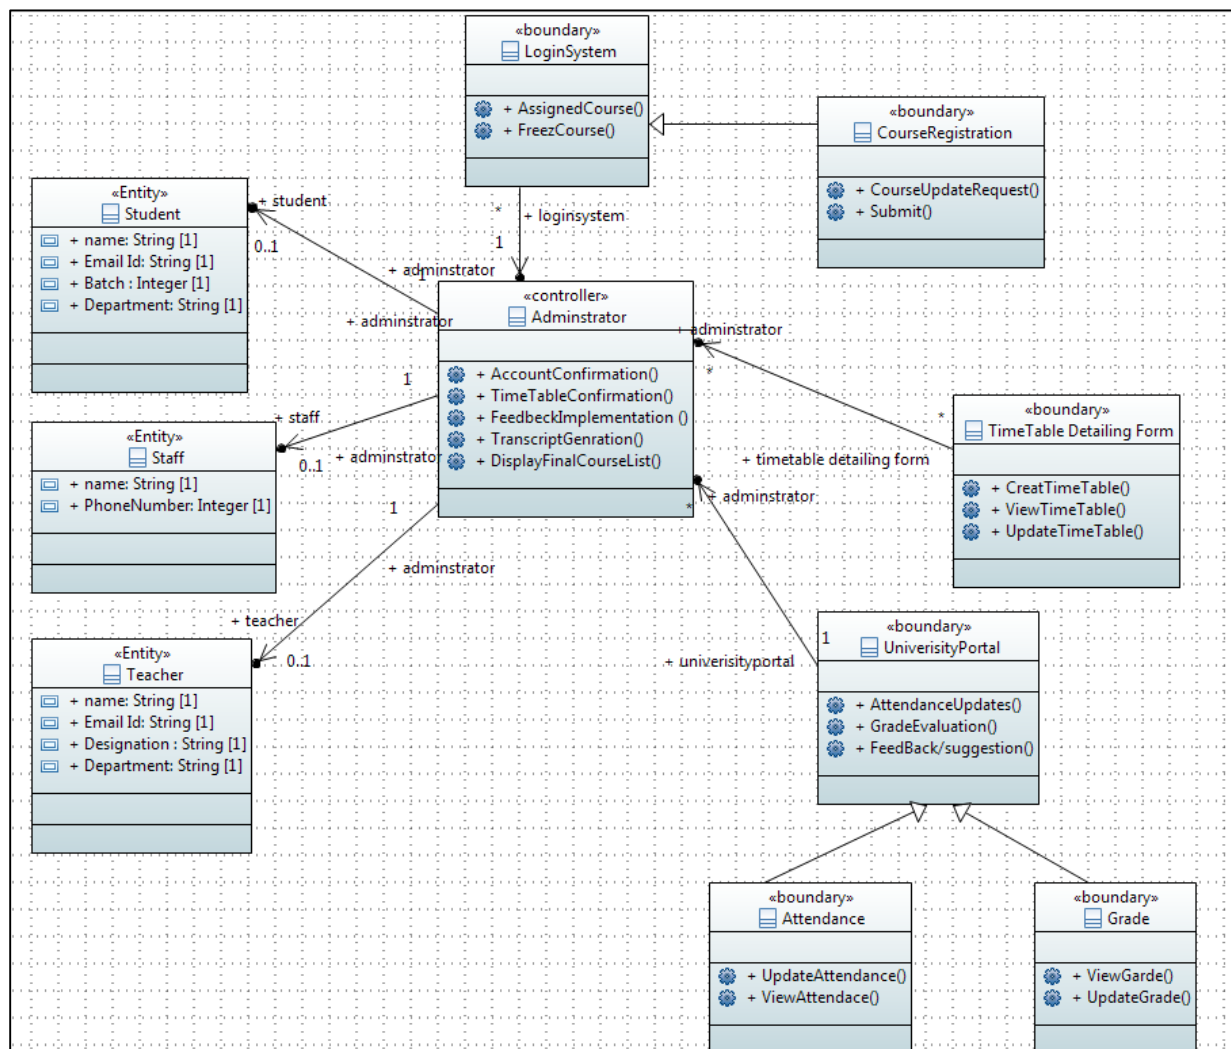 «boundary»
LoginSystem
+ AssignedCourse()
+ FreezCourse()
«boundary»
CourseRegistration
+ CourseUpdateRequest()
+ Submit()
«Entity»
Student
+ name: String [1]
+ Email Id: String [1]
+ Batch : Integer [1]
+ Department: String [1]
+ student
0..1
*
+ loginsystem
1
+ adminstrator
1
+ adminstrator
«controller»
Adminstrator
+ AccountConfirmation()
+ TimeTableConfirmation()
+ FeedbeckImplementation ()
+ TranscriptGenration()
+ DisplayFinalCourseList()
+ adminstrator
*
*
«boundary»
TimeTable Detailing Form
+ CreatTimeTable()
+ ViewTimeTable()
+ UpdateTimeTable()
+ timetable detailing form
1
+ staff
0..1
+ adminstrator
«Entity»
Staff
+ name: String [1]
+ PhoneNumber: Integer [1]
1
+ adminstrator
+ teacher
0..1
+ adminstrator
*
«Entity»
Teacher
+ name: String [1]
+ Email Id: String [1]
+ Designation : String [1]
+ Department: String [1]
1
+ univerisityportal
«boundary»
UniverisityPortal
+ AttendanceUpdates()
+ GradeEvaluation()
+ FeedBack/suggestion()
«boundary»
Attendance
+ UpdateAttendance()
+ ViewAttendace()
«boundary»
Grade
+ ViewGarde()
+ UpdateGrade()